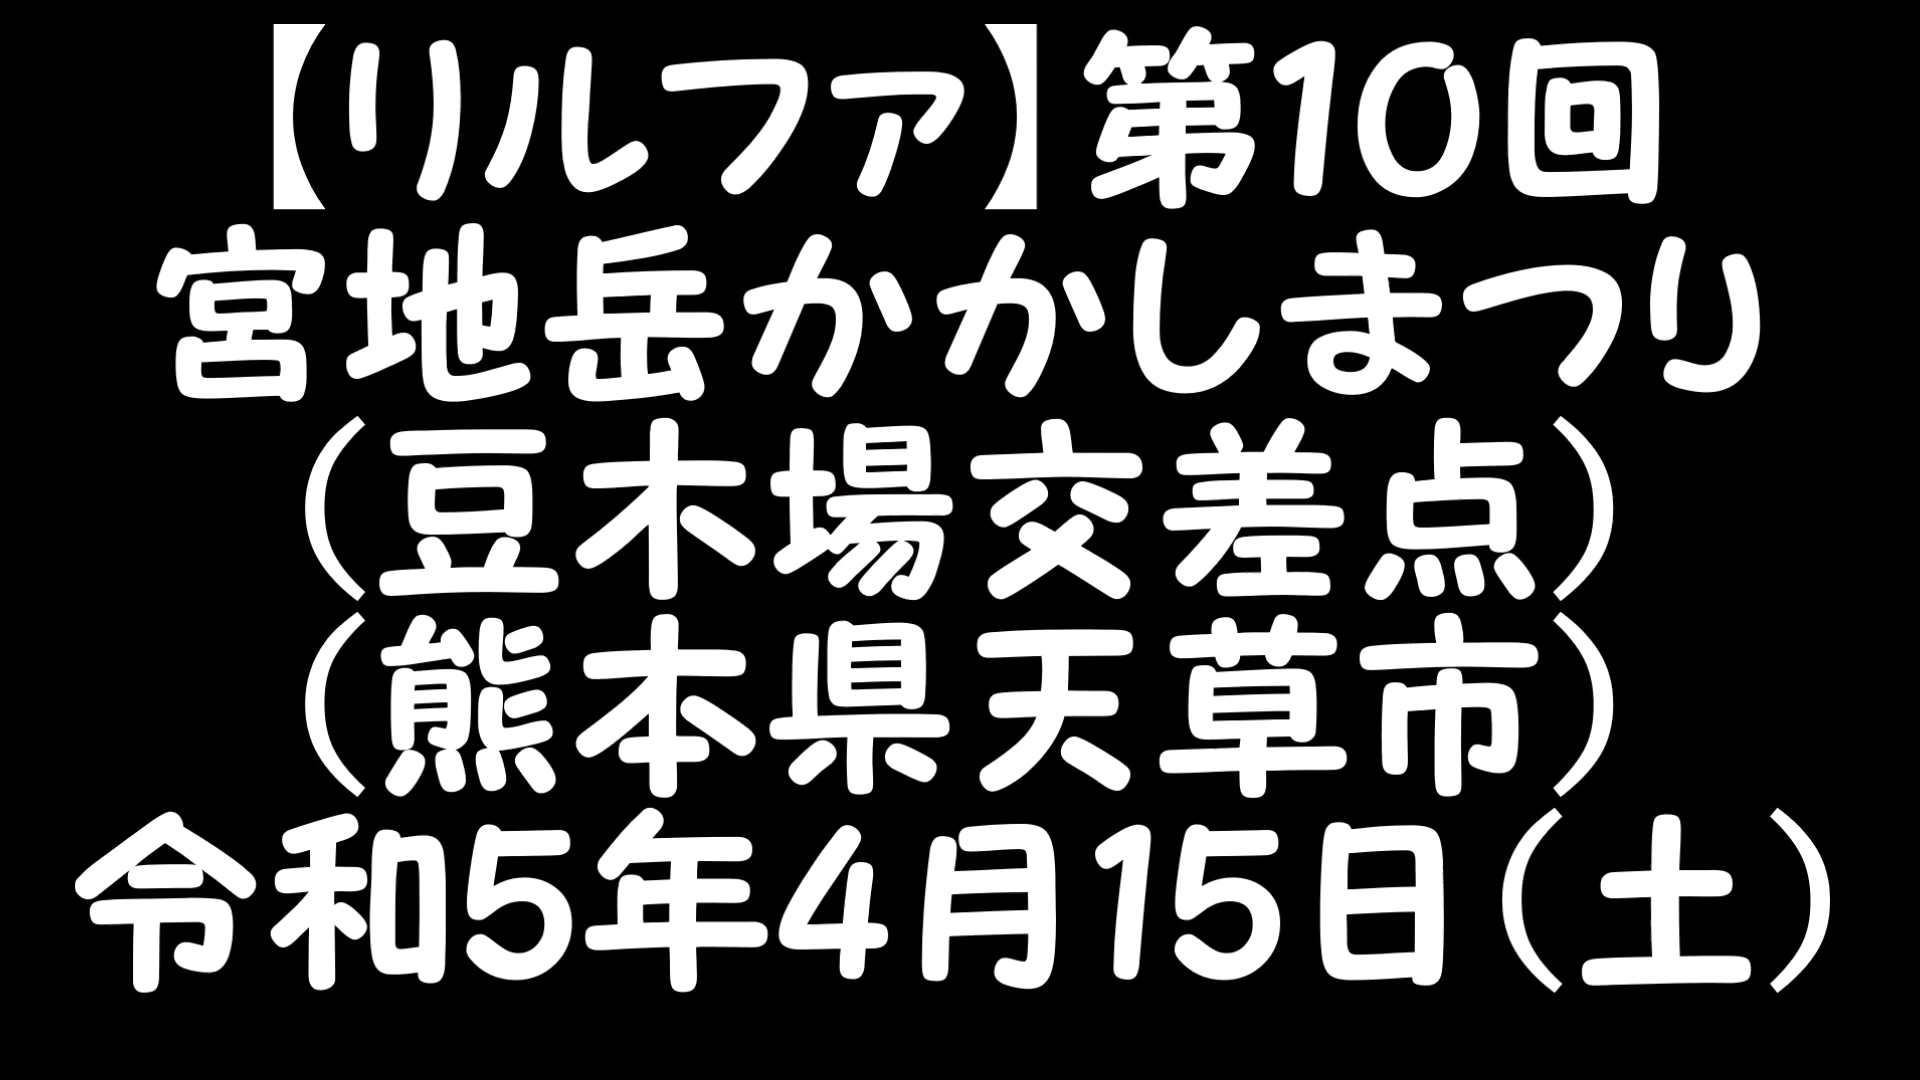 【リルファ】第10回
宮地岳かかしまつり
(豆木場交差点)
(熊本県天草市)
令和5年4月15日(土)